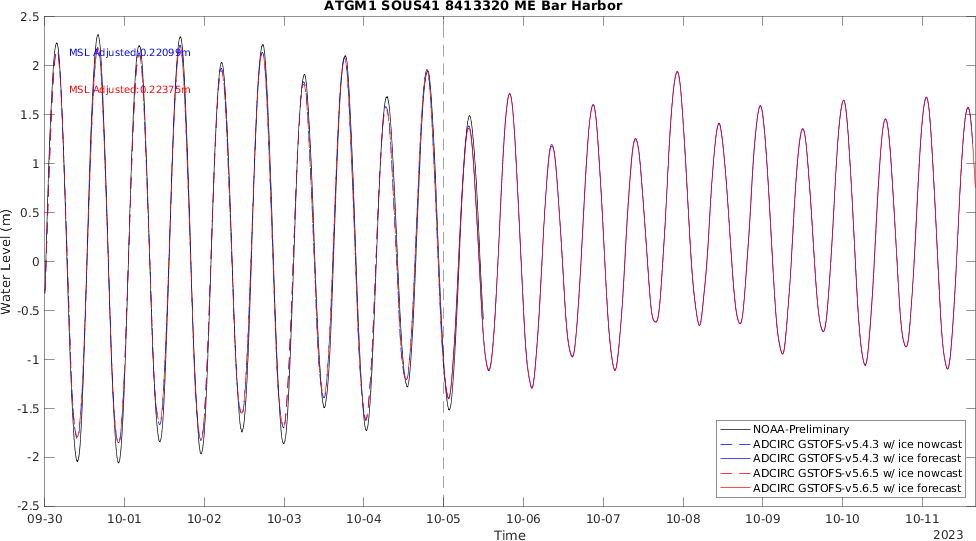 ATGM1 SOUS41 8413320 ME Bar Harbor
MSL Adjusted:0.22099m
MSL Adjusted:0.22375m
Water Level (m)
2.5
2
1.5
1
0.5
0
-0.5
-1
-1.5
-2
-2.5
NOAA-Preliminary
ADCIRC GSTOFS-v5.4.3 w/ ice nowcast
ADCIRC GSTOFS-v5.4.3 w/ ice forecast
ADCIRC GSTOFS-v5.6.5 w/ ice nowcast
ADCIRC GSTOFS-v5.6.5 w/ ice forecast
09-30 10-01 10-02 10-03 10-04 10-05 10-06 10-07 10-08 10-09 10-10 10-11
Time
2023